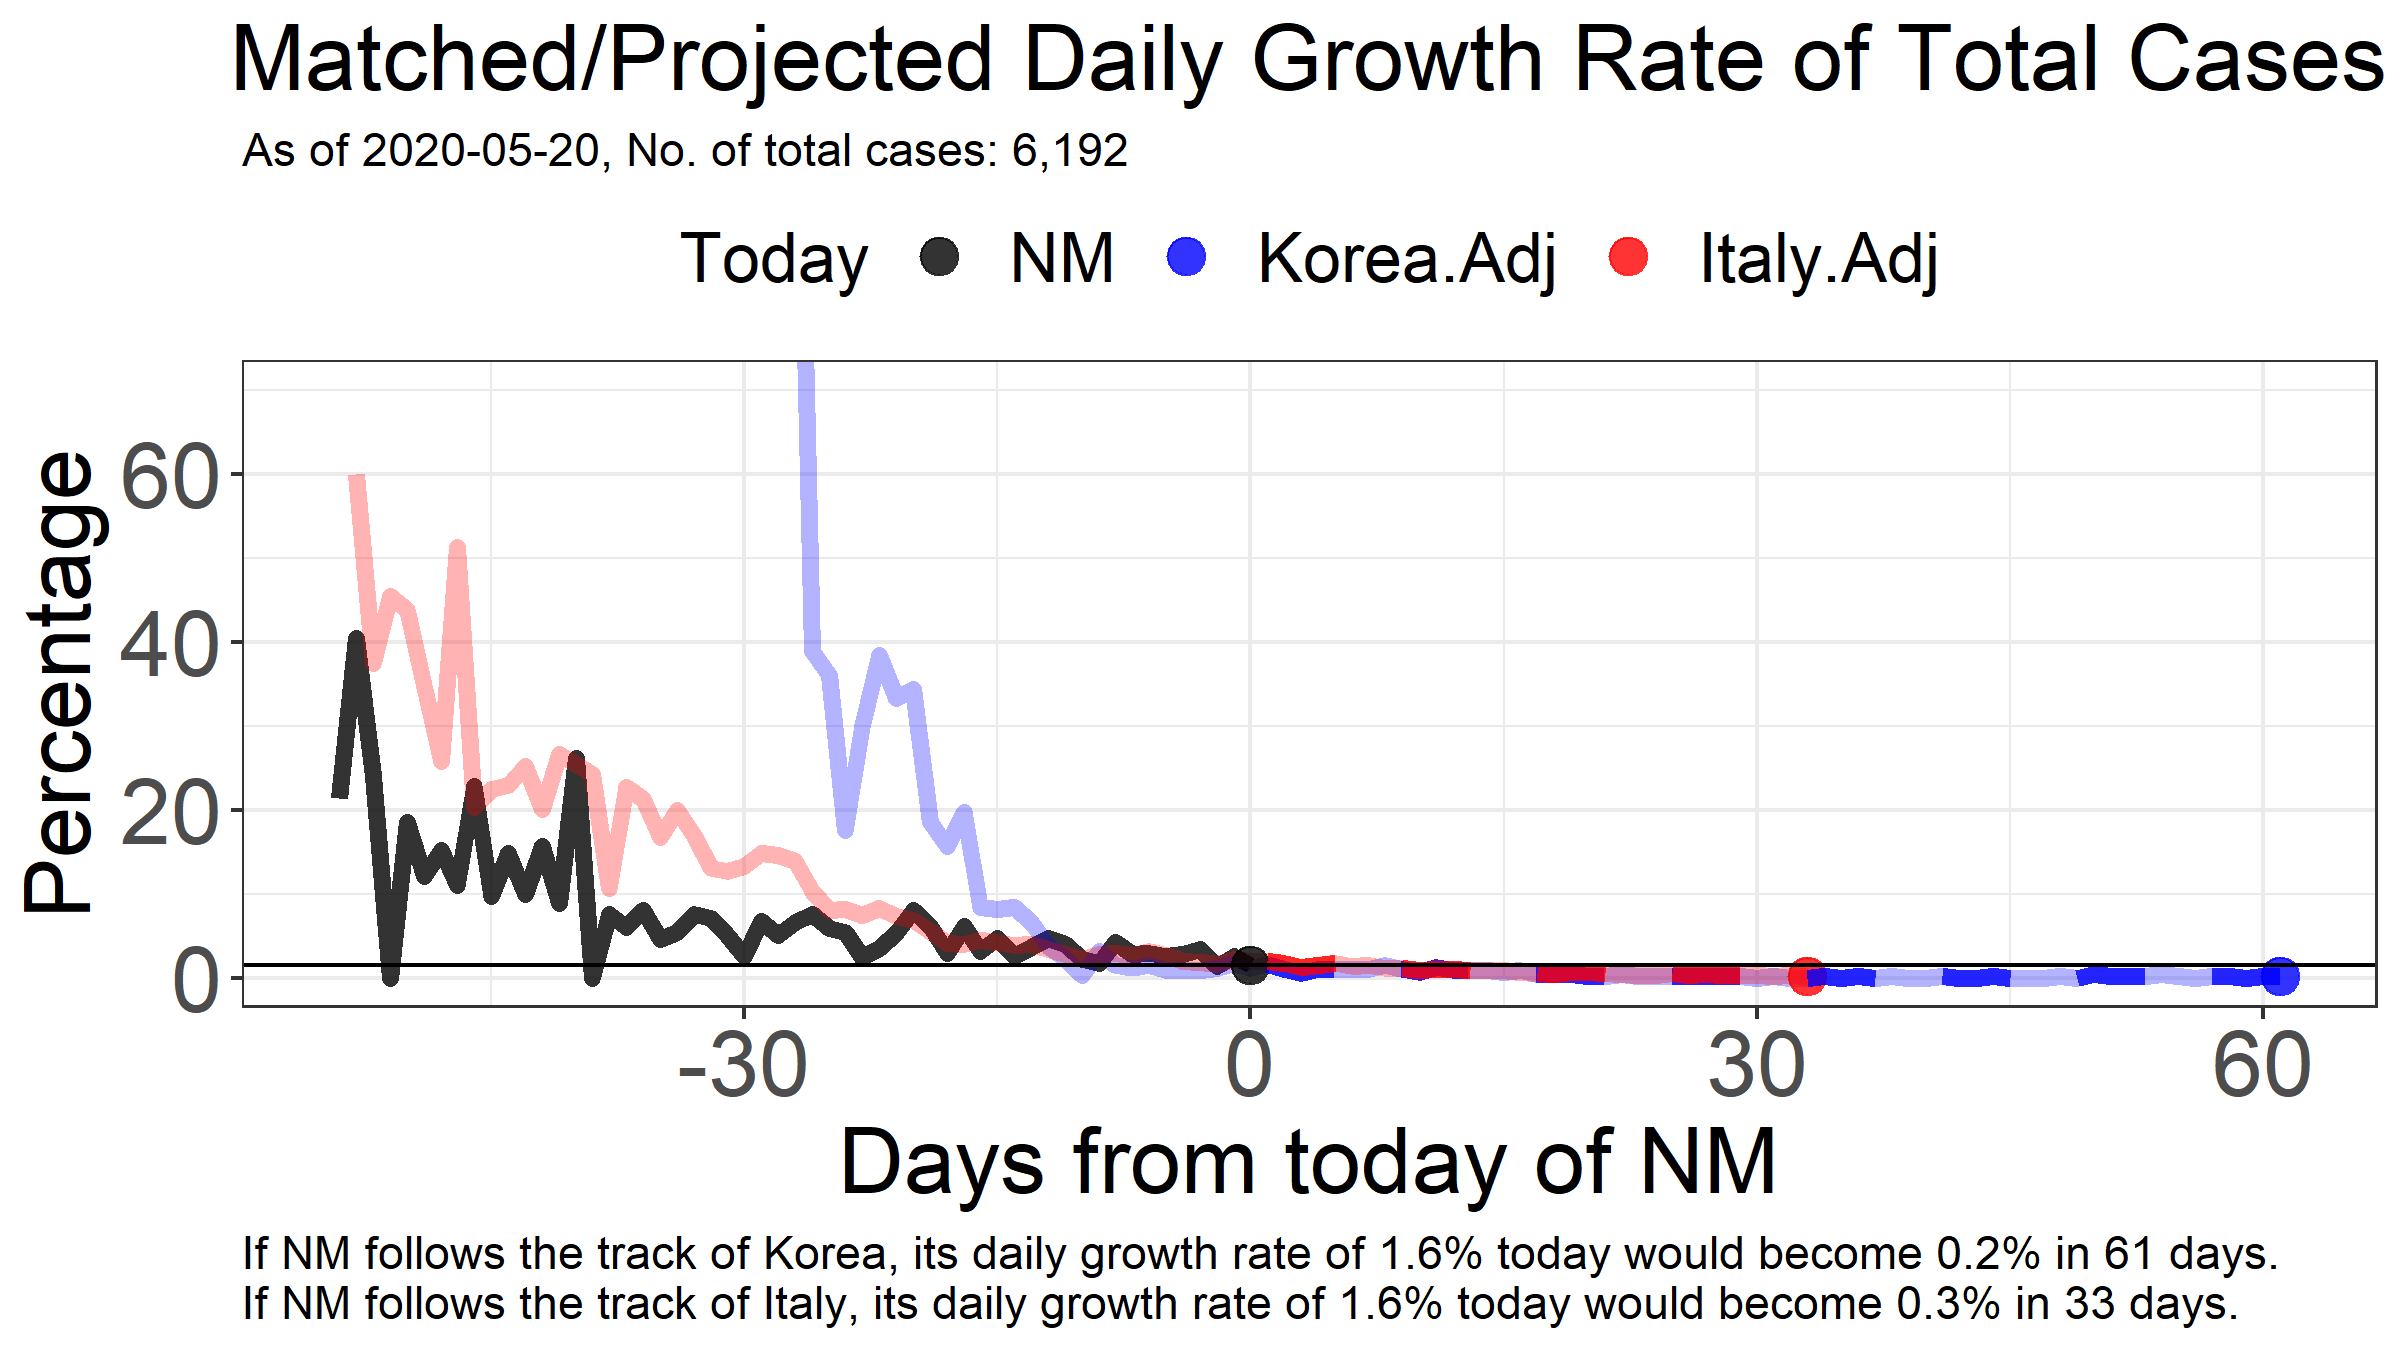 Matched/Projected Daily Growth Rate of Total Cases
As of 2020-05-20, No. of total cases: 6,192
Today NM Korea.Adj Italy.Adj
Percentage
60
40
20
0
-30 0 30 60
Days from today of NM
If NM follows the track of Korea, its daily growth rate of 1.6% today would become 0.2% in 61 days.
If NM follows the track of Italy, its daily growth rate of 1.6% today would become 0.3% in 33 days.